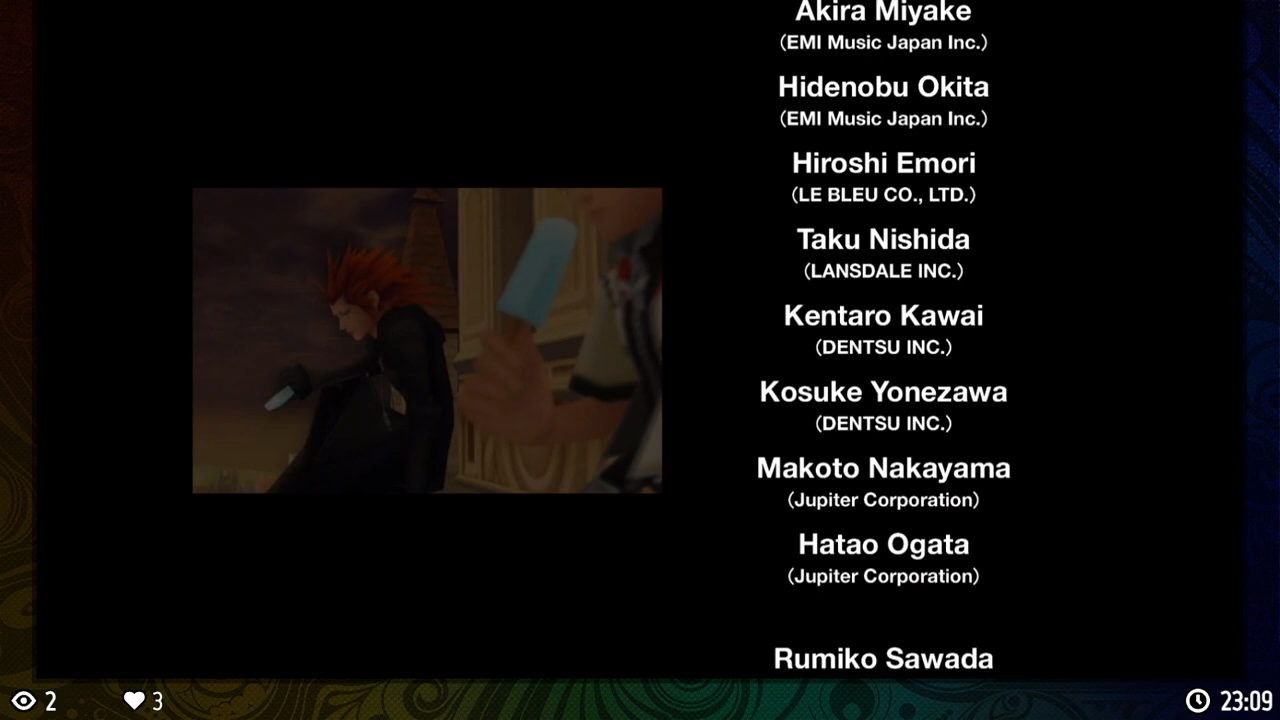 Akira Miyake
(EMI Music Japan Inc.)
Hidenobu Okita
(EMI Music Japan Inc.)
Hiroshi Emori
(LE BLEU CO., LTD.)
Taku Nishida
(LANSDALE INC.)
Kentaro Kawai
(DENTSU INC.)
Kosuke Yonezawa
(DENTSU INC.)
Makoto Nakayama
(Jupiter Corporation)
Hatao Ogata
(Jupiter Corporation)
Rumiko Sawada
2
3
23:09